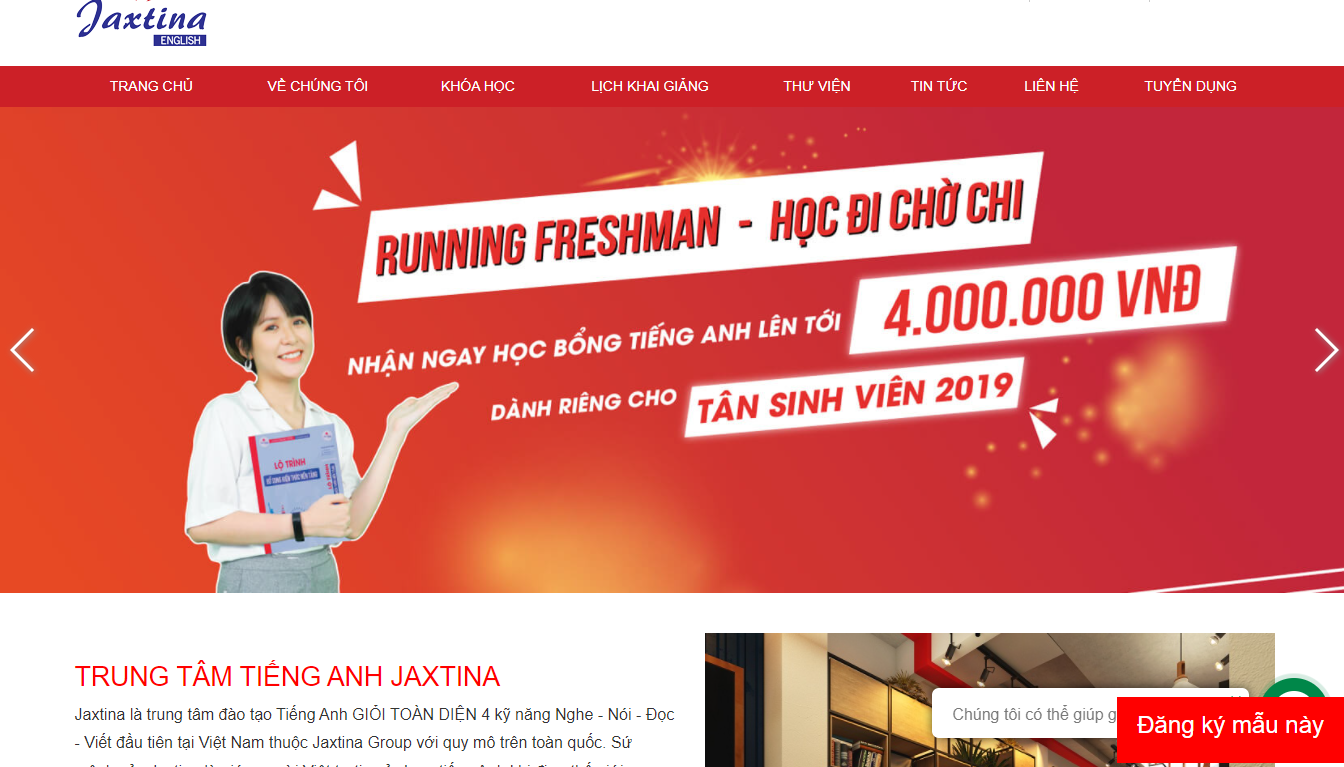 Jaxtina
ENGLISH
TRANG CHỦ VỀ CHÚNG TÔI KHÓA HỌC LỊCH KHAI GIẢNG THƯ VIỆN TIN TỨC LIÊN HỆ TUYỂN DỤNG
RUNNING FRESHMAN - HỌC ĐI CHỜ CHI
NHẬN NGAY HỌC BỔNG TIẾNG ANH LÊN TỚI 4.000.000 VNĐ
DÀNH RIÊNG CHO TÂN SINH VIÊN 2019
LỘ TRÌNH
TRUNG TÂM TIẾNG ANH JAXTINA
Jaxtina là trung tâm đào tạo Tiếng Anh GIỎI TOÀN DIỆN 4 kỹ năng Nghe - Nói - Đọc
- Viết đầu tiên tại Việt Nam thuộc Jaxtina Group với quy mô trên toàn quốc. Sứ
Chúng tôi có thể giúp
Đăng ký mẫu này